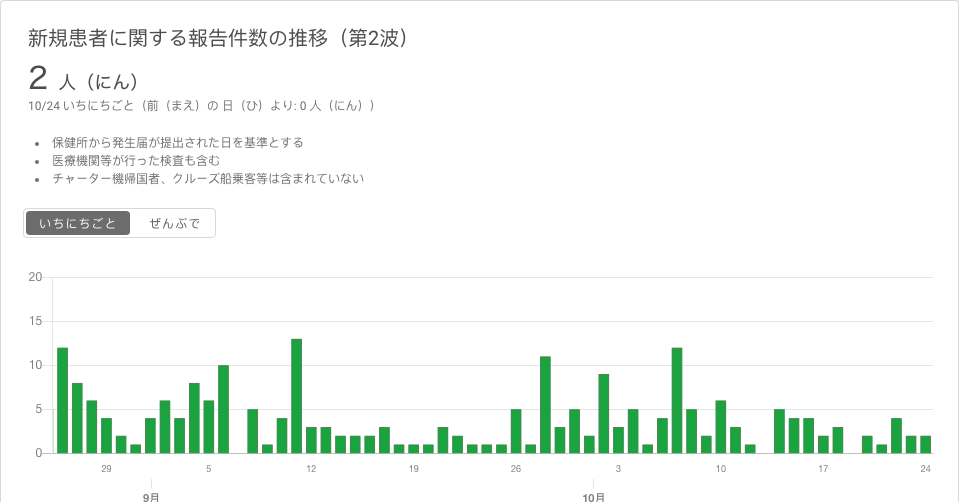 新規患者に関する報告件数の推移（第2波）
2 人（にん）
10/24 いちにちごと（前（まえ）の 日（ひ）より: 0 人（にん））
• 保健所から発生届が提出された日を基準とする
• 医療機関等が行った検査も含む
• チャーター機帰国者、クルーズ船乗客等は含まれていない
いちにちごと ぜんぶで
20
15
10
5
0
29 5 12 19 26 3 10 17 24
9月 10月